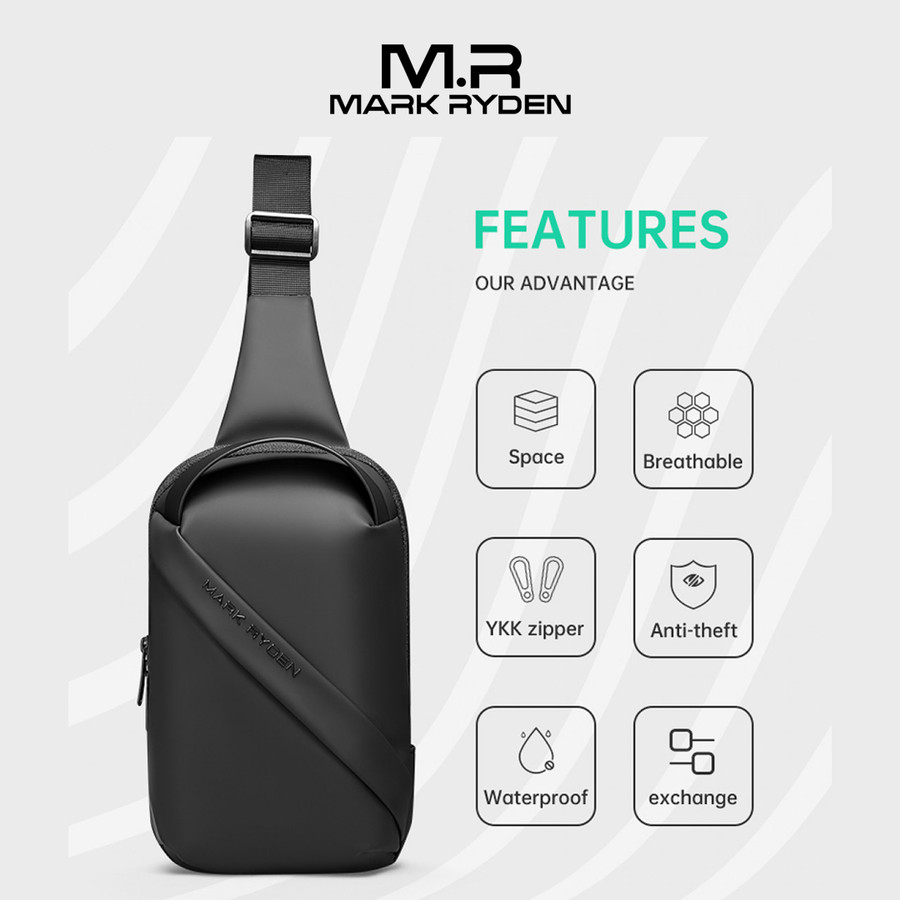 M.R
MARK RYDEN
FEATURES
OUR ADVANTAGE
Space
Breathable
YKK zipper
Anti-theft
Waterproof
exchange
MARK RYDEN